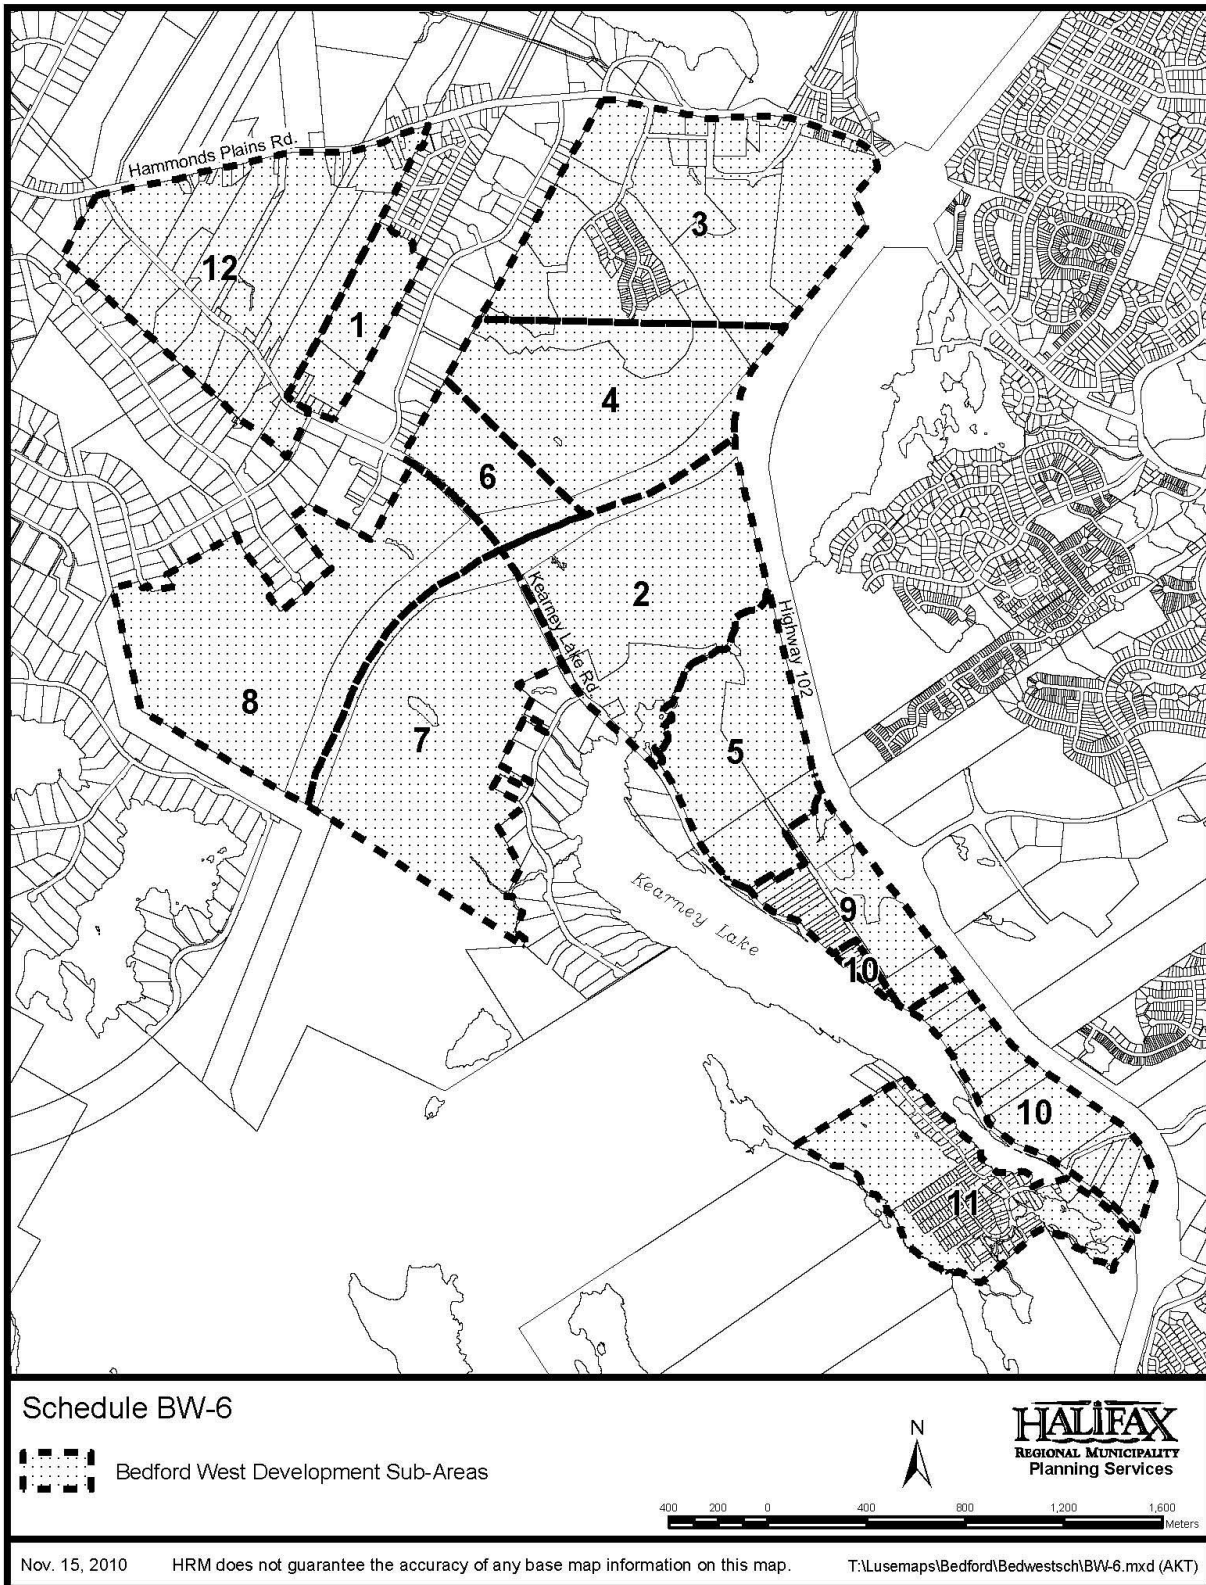 Hammonds Plains Rd.
3
12
1
4
6
2
Kearney Lake Rd.
Highway 102
8
7
5
Kearney Lake
9
10
10
11
Schedule BW-6
Bedford West Development Sub-Areas
N
HALIFAX
REGIONAL MUNICIPALITY
Planning Services
400 200 0 400 800 1,200 1,600
Meters
Nov. 15, 2010 HRM does not guarantee the accuracy of any base map information on this map. T:\Lusemaps\Bedford\Bedwestsch\BW-6.mxd (AKT)